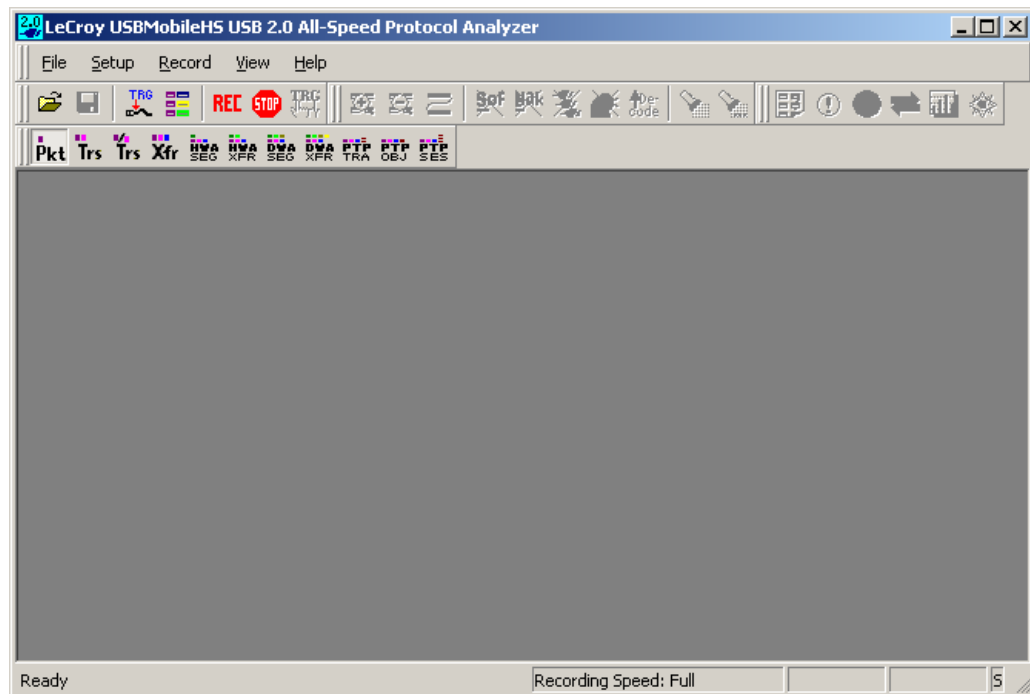 2.0 LeCroy USBMobileHS USB 2.0 All-Speed Protocol Analyzer
File Setup Record View Help
TRG REC STOP TRG Sof Nak De-code
Pkt Trs Trs Xfr HWA SEG HWA XFR DWA SEG DWA XFR PTP TRA PTP OBJ PTP SES
Ready Recording Speed: Full S